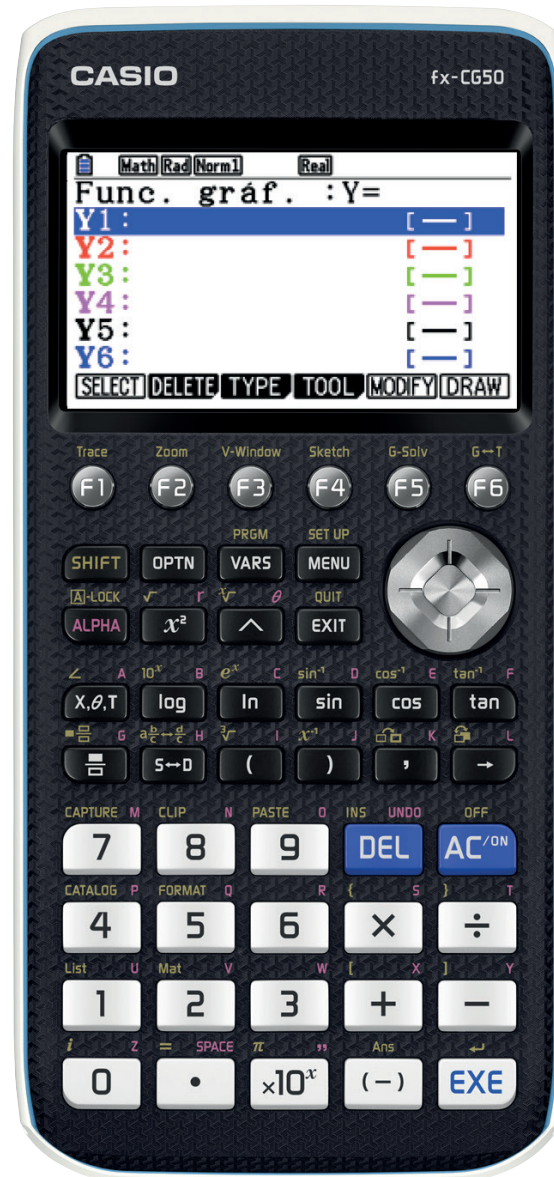 CASIO fx-CG50
Math Rad Norm1 Real
Func. gráf. :Y=
Y1: [—]
Y2: [—]
Y3: [—]
Y4: [—]
Y5: [—]
Y6: [—]
SELECT DELETE TYPE TOOL MODIFY DRAW
Trace Zoom V-Window Sketch G-Solv G↔T
F1 F2 F3 F4 F5 F6
PRGM SET UP
SHIFT OPTN VARS MENU
A-LOCK √ r ˣ√ θ QUIT
ALPHA x² ^ EXIT
∠ A 10ˣ B eˣ C sin⁻¹ D cos⁻¹ E tan⁻¹ F
X,θ,T log ln sin cos tan
G a b/c↔d/c H ³√ I x⁻¹ J K L
S↔D ( ) , →
CAPTURE M CLIP N PASTE O INS UNDO OFF
7 8 9 DEL AC/ON
CATALOG P FORMAT Q R { S } T
4 5 6 × ÷
List U Mat V W [ X ] Y
1 2 3 + −
i Z = SPACE π " Ans ↵
0 • ×10ˣ (−) EXE